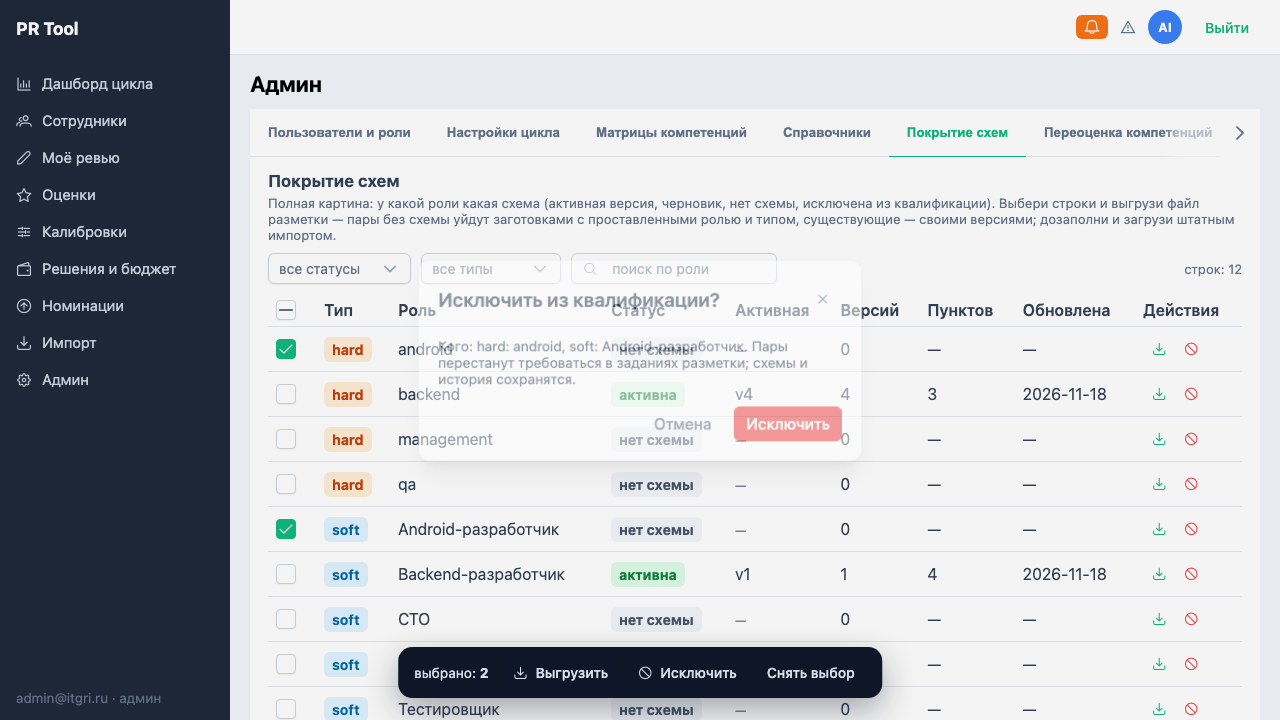 PR Tool
Дашборд цикла
Сотрудники
Моё ревью
Оценки
Калибровки
Решения и бюджет
Номинации
Импорт
Админ
admin@itgri.ru · админ
AI
Выйти
Админ
Пользователи и роли
Настройки цикла
Матрицы компетенций
Справочники
Покрытие схем
Переоценка компетенций
Покрытие схем
Полная картина: у какой роли какая схема (активная версия, черновик, нет схемы, исключена из квалификации). Выбери строки и выгрузи файл
разметки — пары без схемы уйдут заготовками с проставленными ролью и типом, существующие — своими версиями; дозаполни и загрузи штатным
импортом.
все статусы
все типы
поиск по роли
строк: 12
Тип Роль Статус Активная Версий Пунктов Обновлена Действия
hard android нет схемы — 0 — —
hard backend активна v4 4 3 2026-11-18
hard management нет схемы — 0 — —
hard qa нет схемы — 0 — —
soft Android-разработчик нет схемы — 0 — —
soft Backend-разработчик активна v1 1 4 2026-11-18
soft CTO нет схемы — 0 — —
soft — —
soft Тестировщик нет схемы — 0 — —
Исключить из квалификации?
Кого: hard: android, soft: Android-разработчик. Пары
перестанут требоваться в заданиях разметки; схемы и
история сохранятся.
Отмена
Исключить
выбрано: 2
Выгрузить
Исключить
Снять выбор